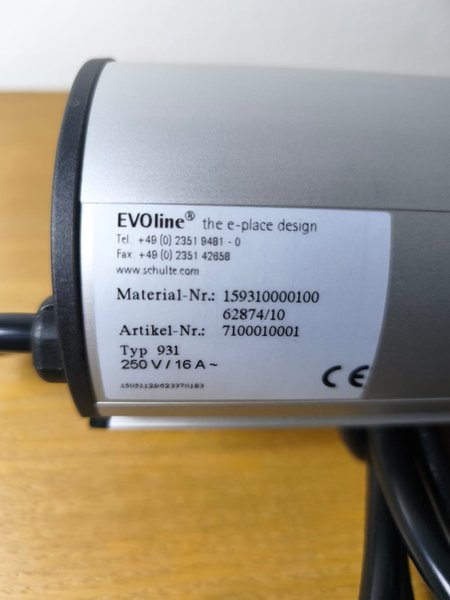 EVOline® the e-place design
Tel.: +49 (0) 2351 9481 - 0
Fax: +49 (0) 2351 42658
www.schulte.com
Material-Nr.: 159310000100
62874/10
Artikel-Nr.: 7100010001
Typ 931
250 V / 16 A ~
CE